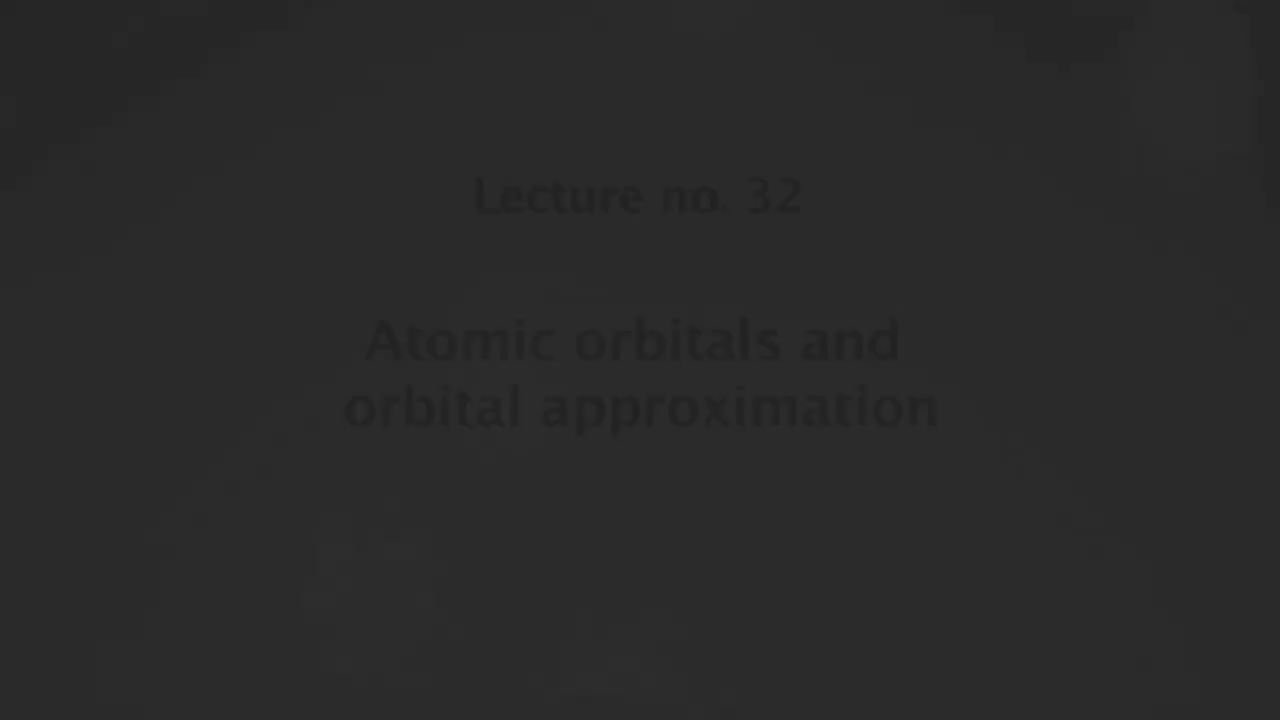 Lecture no. 32
Atomic orbitals and
orbital approximation